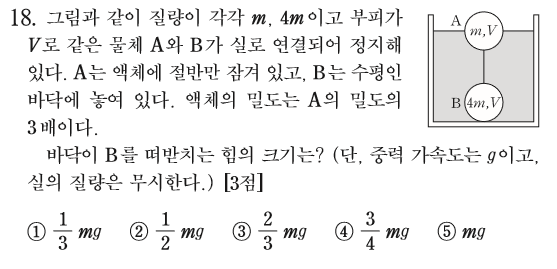 18. 그림과 같이 질량이 각각 m, 4m이고 부피가
V로 같은 물체 A와 B가 실로 연결되어 정지해
있다. A는 액체에 절반만 잠겨 있고, B는 수평인
바닥에 놓여 있다. 액체의 밀도는 A의 밀도의
3배이다.
A m, V
B 4m, V
바닥이 B를 떠받치는 힘의 크기는? (단, 중력 가속도는 g이고,
실의 질량은 무시한다.) [3점]
① 1/3 mg ② 1/2 mg ③ 2/3 mg ④ 3/4 mg ⑤ mg